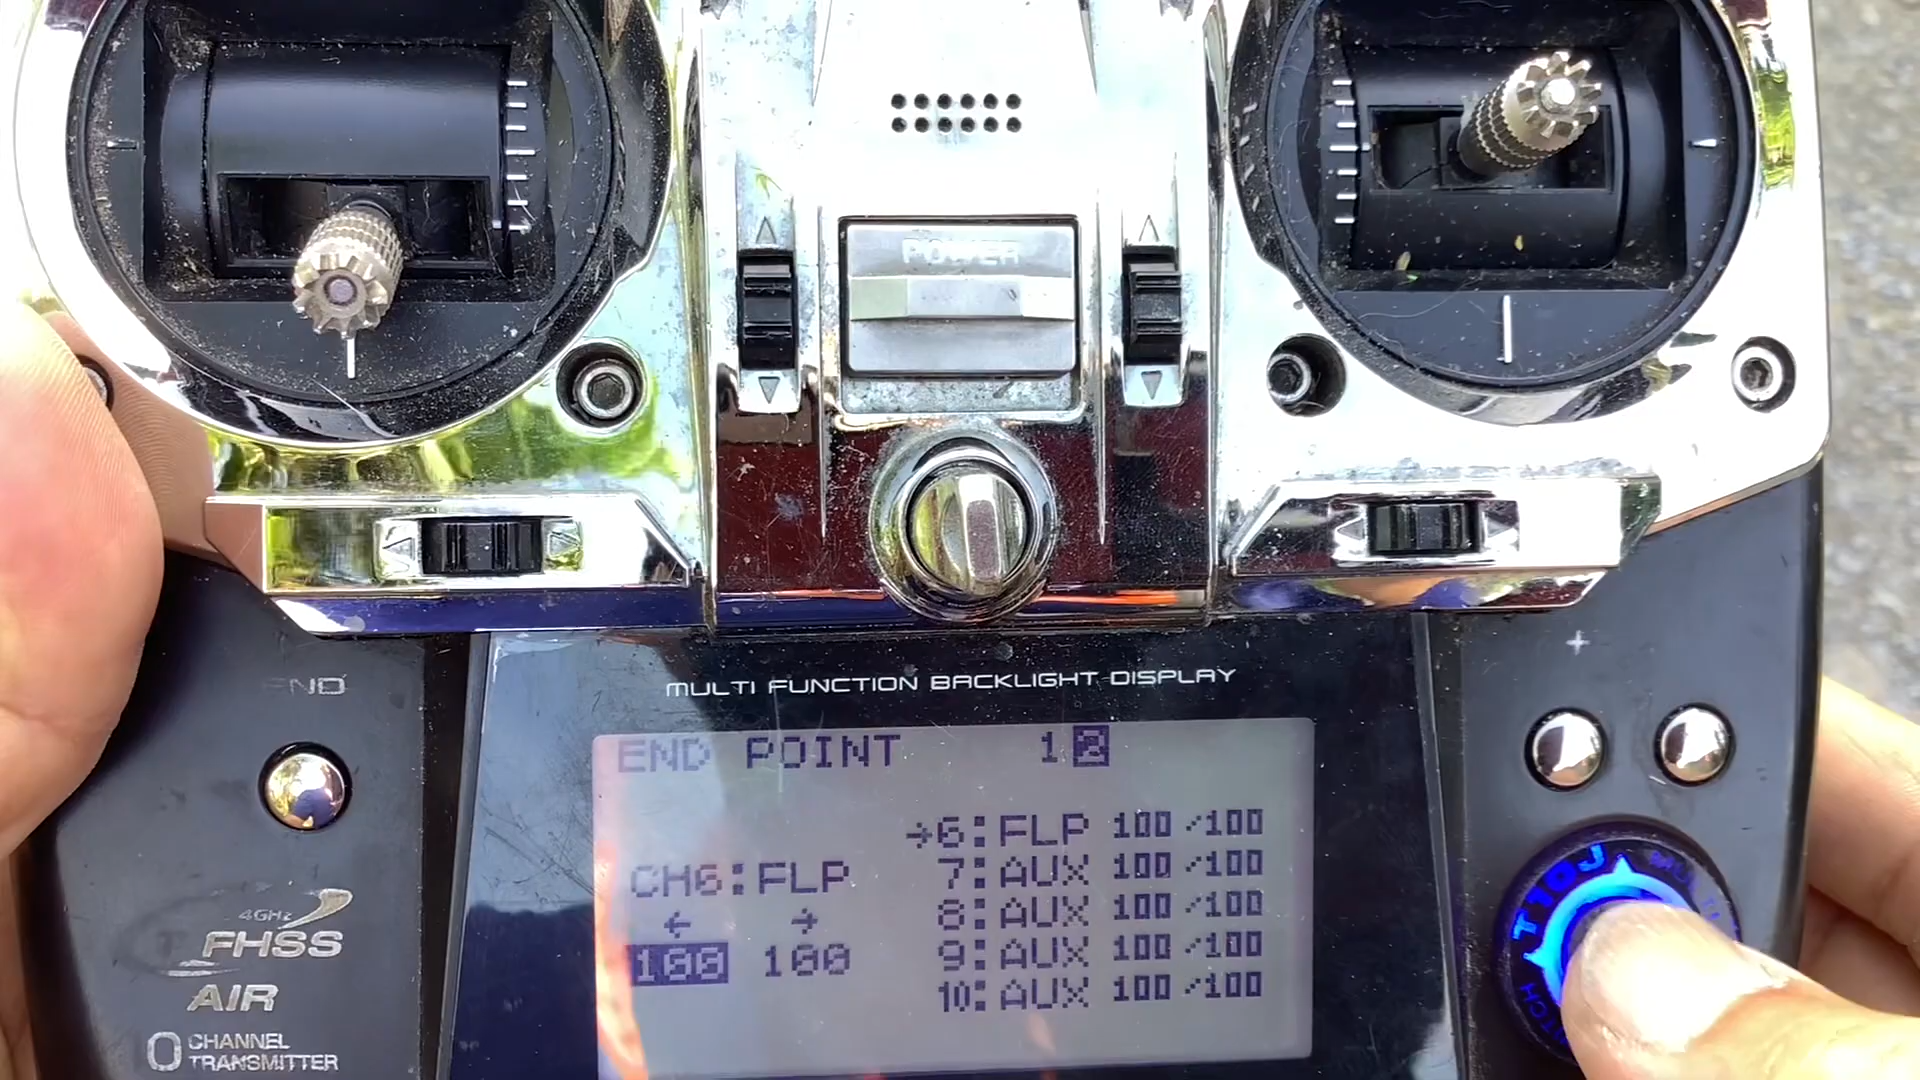 POWER
END
MULTI FUNCTION BACKLIGHT DISPLAY
END POINT 1 2
→6:FLP 100 /100
CH6:FLP
7:AUX 100 /100
← →
8:AUX 100 /100
100 100
9:AUX 100 /100
10:AUX 100 /100
T10J
4GHz
T-FHSS
AIR
0 CHANNEL
TRANSMITTER
+